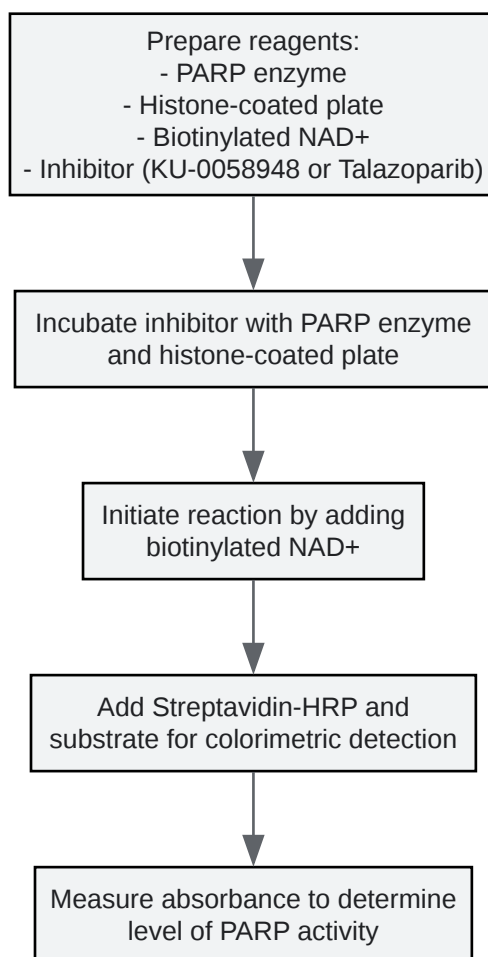 Prepare reagents:
- PARP enzyme
- Histone-coated plate
- Biotinylated NAD+
- Inhibitor (KU-0058948 or Talazoparib)
Incubate inhibitor with PARP enzyme
and histone-coated plate
Initiate reaction by adding
biotinylated NAD+
Add Streptavidin-HRP and
substrate for colorimetric detection
Measure absorbance to determine
level of PARP activity